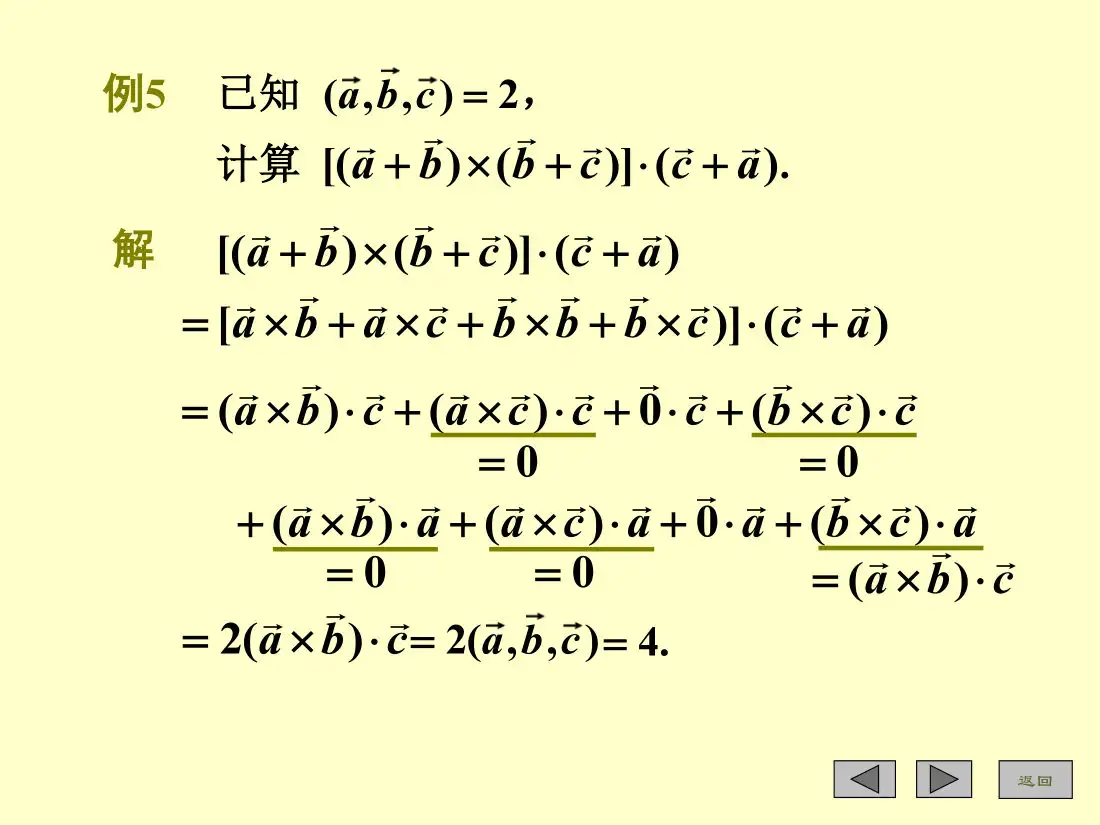 例5 已知 (a⃗,b⃗,c⃗) = 2，
计算 [(a⃗ + b⃗)×(b⃗ + c⃗)]·(c⃗ + a⃗).
解 [(a⃗ + b⃗)×(b⃗ + c⃗)]·(c⃗ + a⃗)
= [a⃗×b⃗ + a⃗×c⃗ + b⃗×b⃗ + b⃗×c⃗)]·(c⃗ + a⃗)
= (a⃗×b⃗)·c⃗ + (a⃗×c⃗)·c⃗ + 0⃗·c⃗ + (b⃗×c⃗)·c⃗
= 0 = 0
+ (a⃗×b⃗)·a⃗ + (a⃗×c⃗)·a⃗ + 0⃗·a⃗ + (b⃗×c⃗)·a⃗
= 0 = 0 = (a⃗×b⃗)·c⃗
= 2(a⃗×b⃗)·c⃗ = 2(a⃗,b⃗,c⃗) = 4.
返回